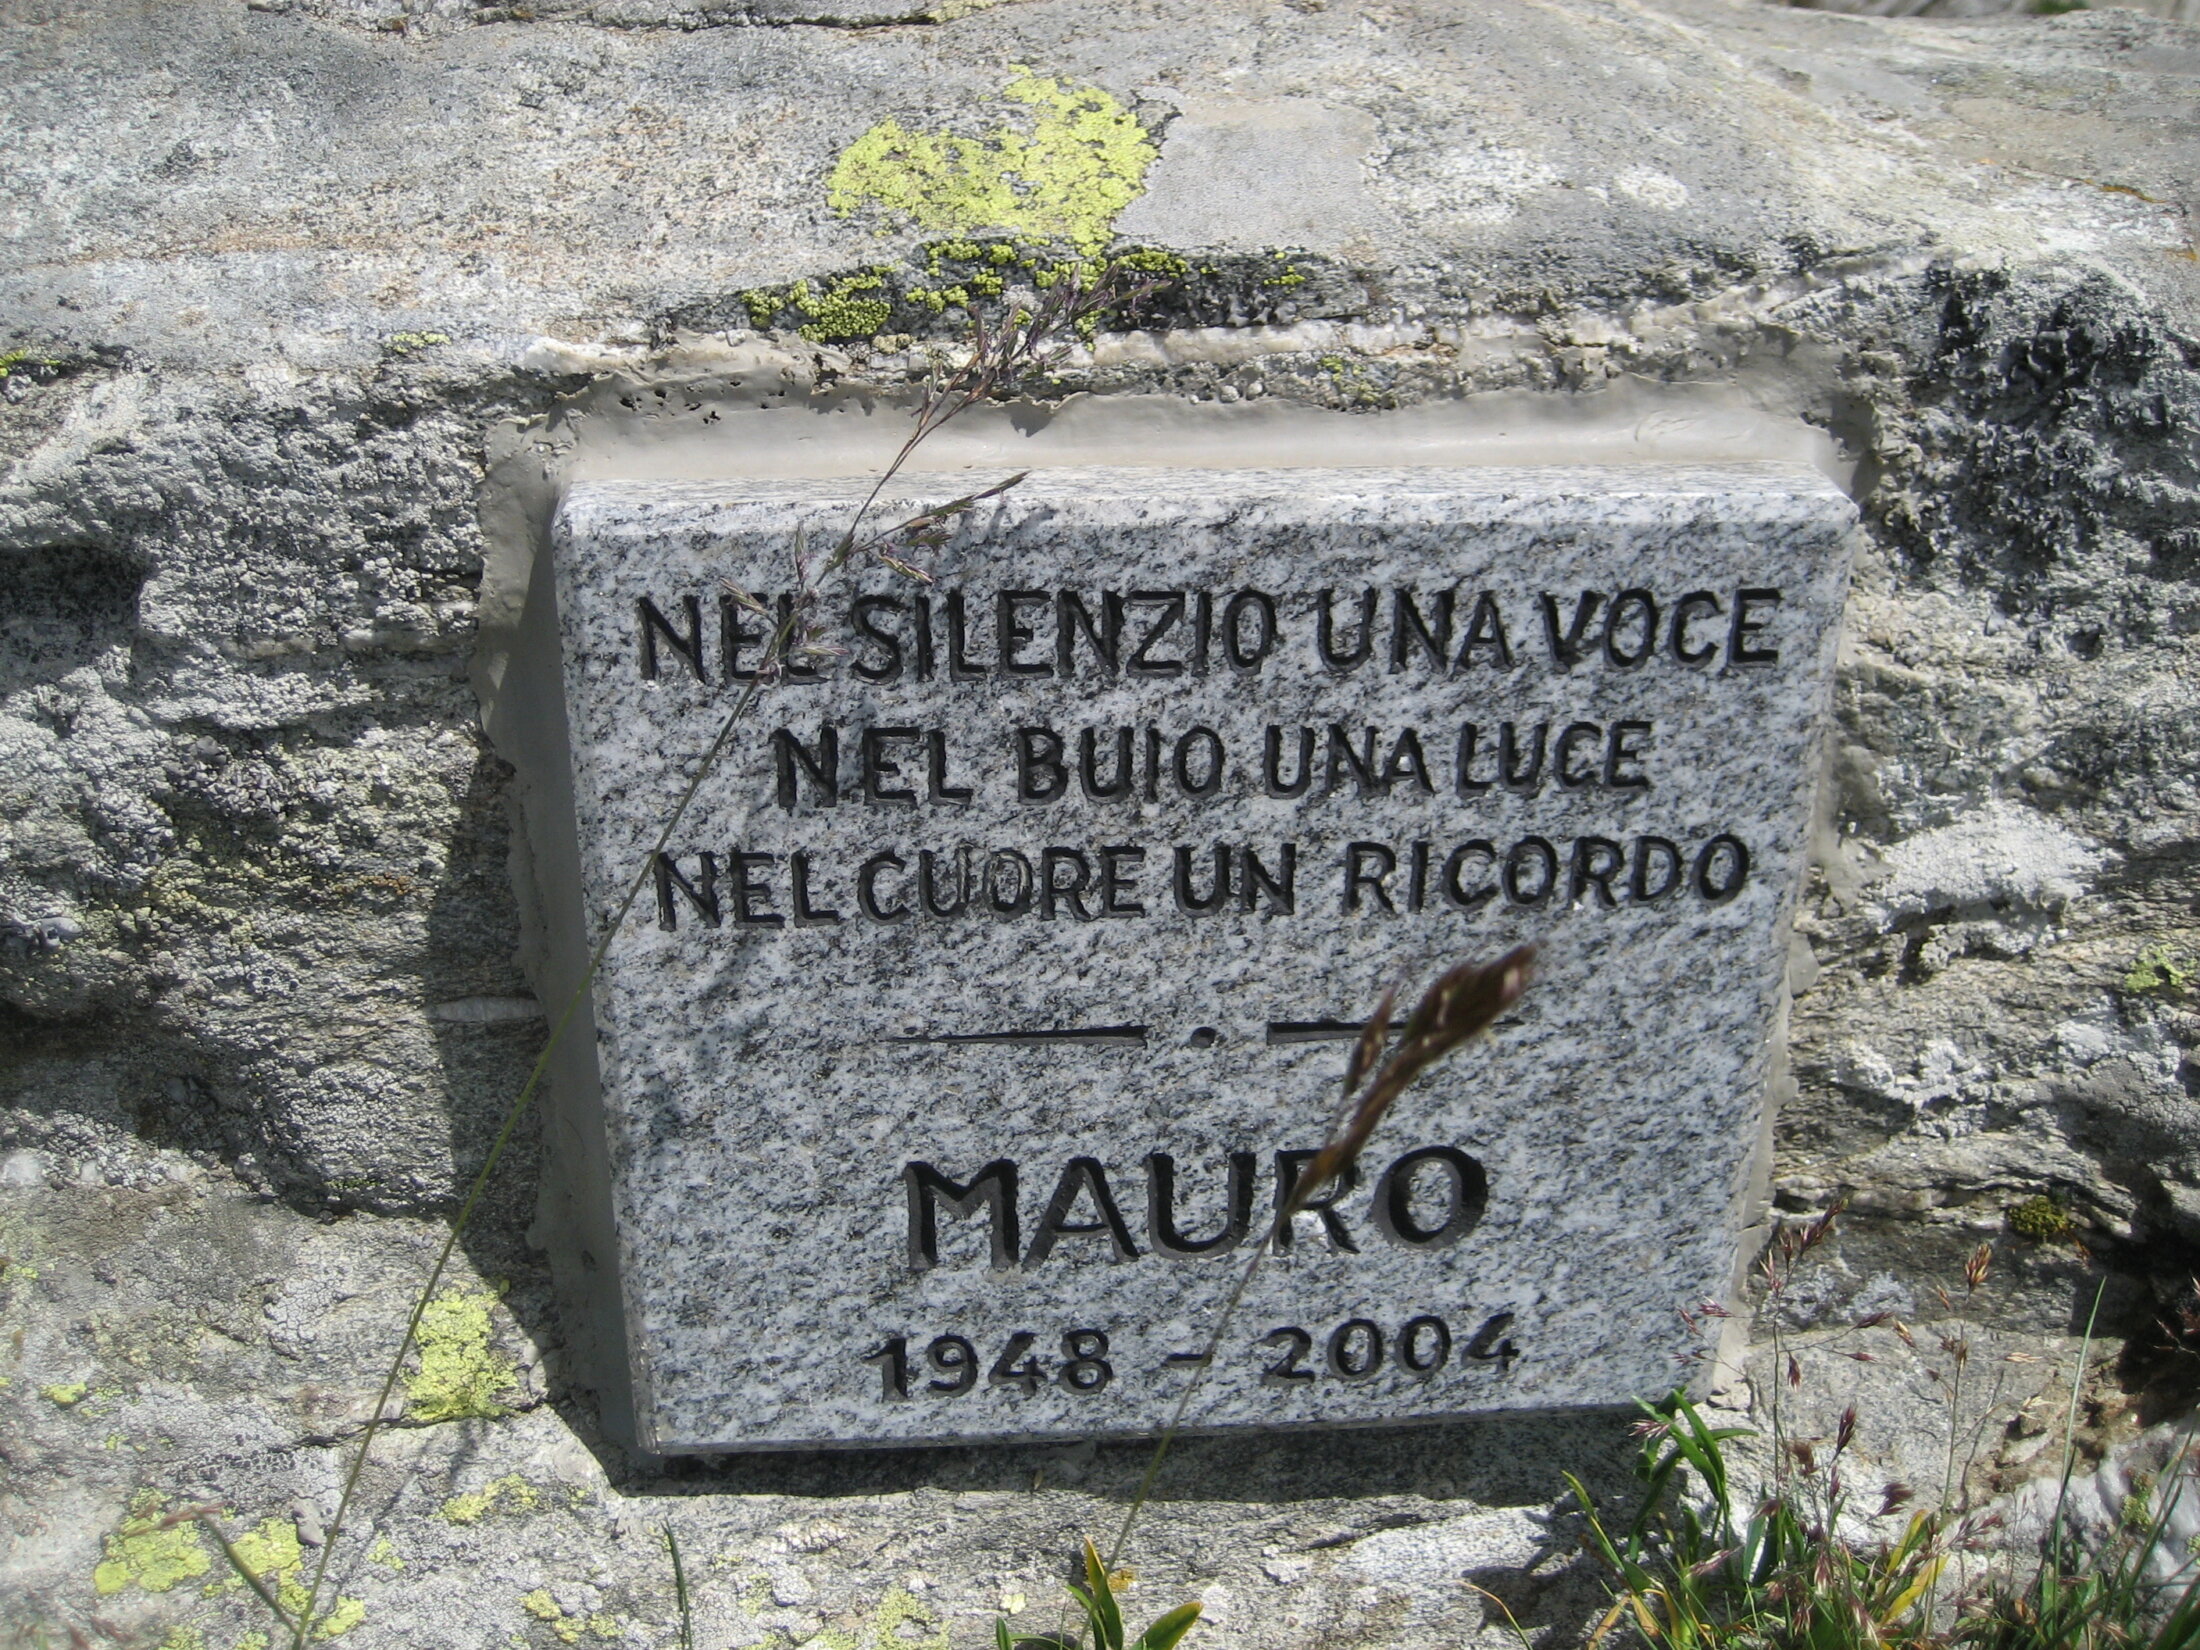 NEL SILENZIO UNA VOCE
NEL BUIO UNA LUCE
NEL CUORE UN RICORDO
MAURO
1948 - 2004